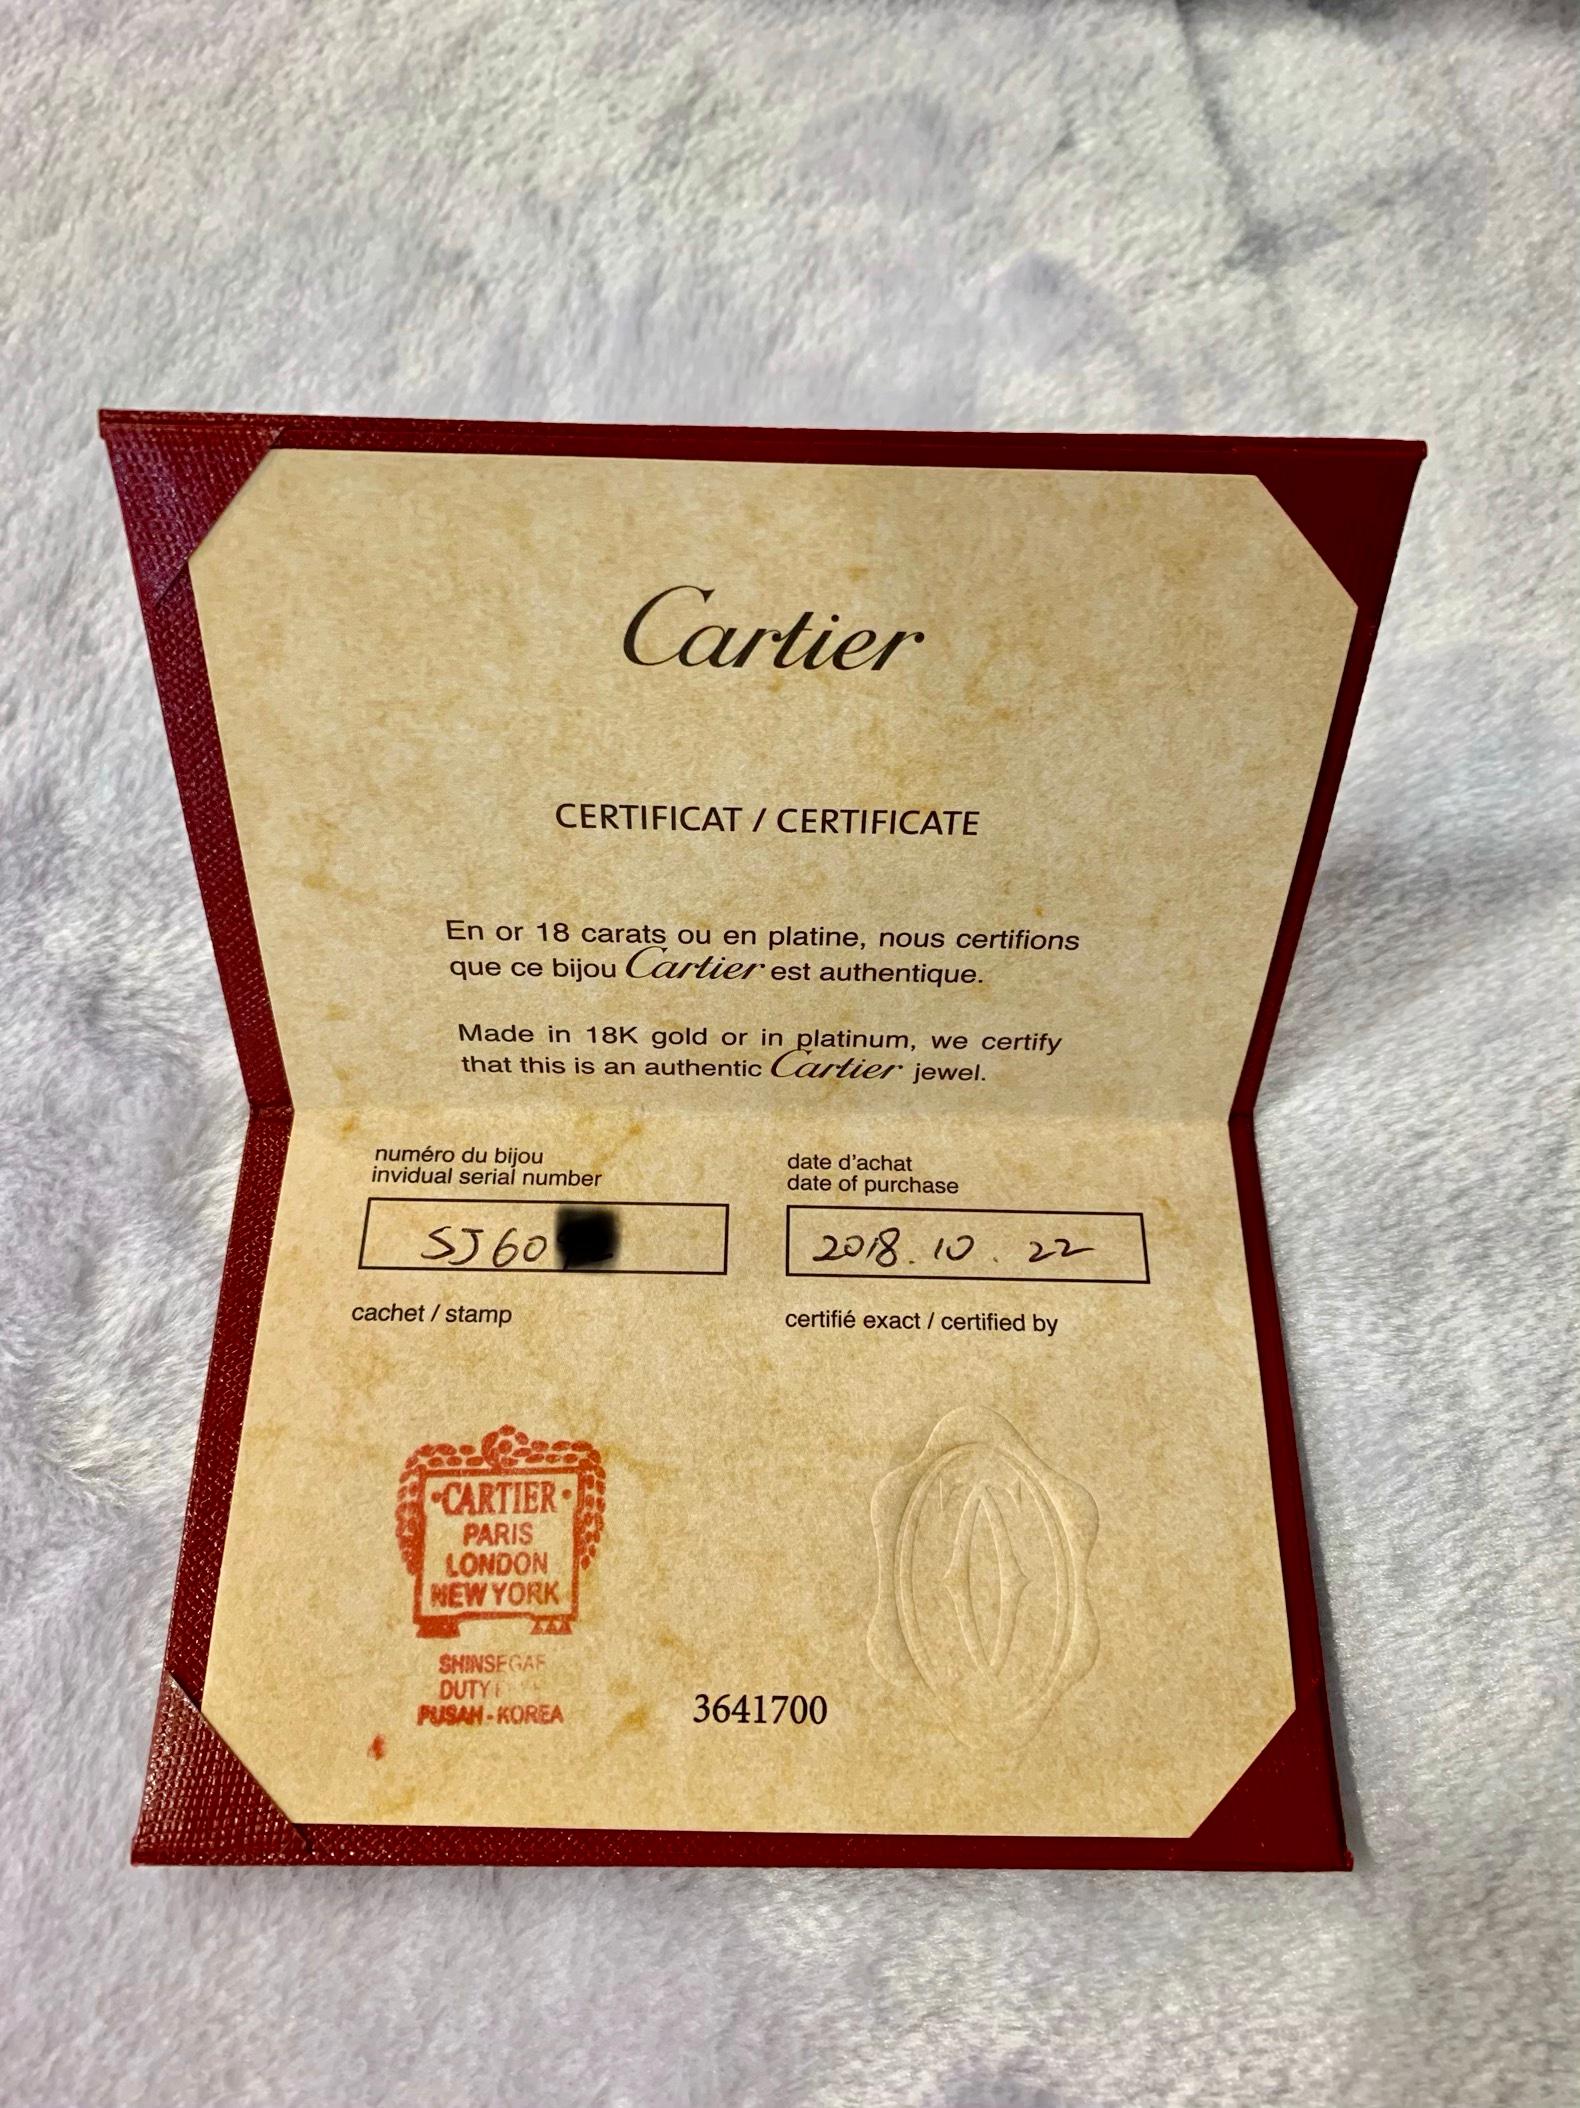 Cartier
CERTIFICAT / CERTIFICATE
En or 18 carats ou en platine, nous certifions
que ce bijou Cartier est authentique.
Made in 18K gold or in platinum, we certify
that this is an authentic Cartier jewel.
numéro du bijou
invidual serial number
SJ60
date d'achat
date of purchase
2018.10.22
cachet / stamp
certifié exact / certified by
·CARTIER·
PARIS
LONDON
NEW YORK
SHINSEGAE
DUTY
PUSAN-KOREA
3641700